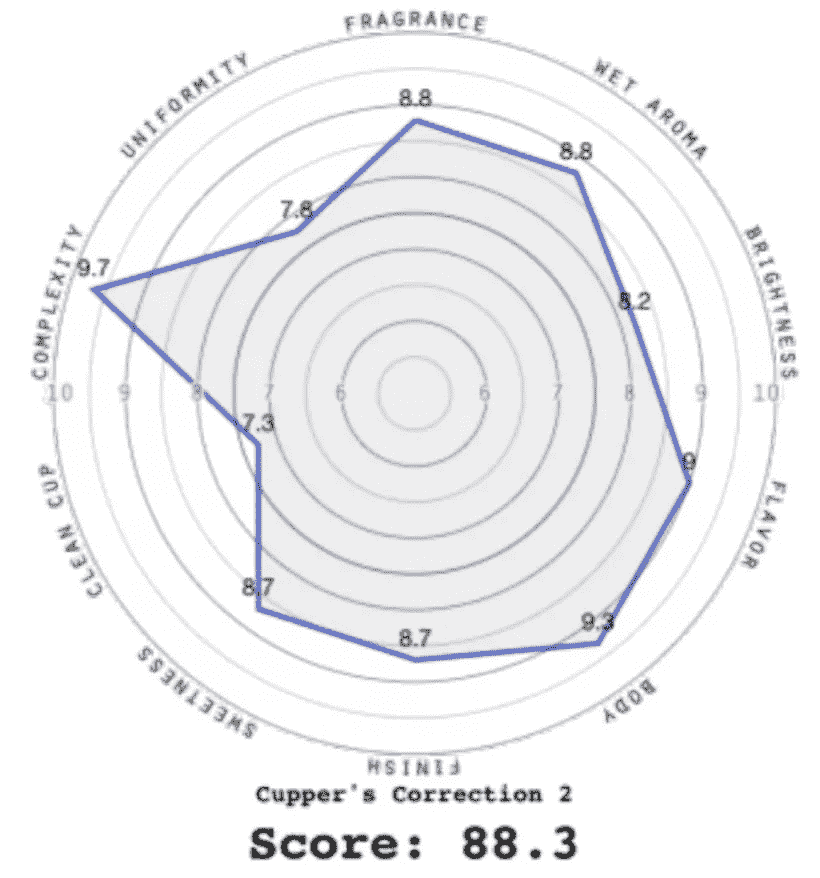 FRAGRANCE
WET AROMA
BRIGHTNESS
FLAVOR
BODY
FINISH
SWEETNESS
CLEAN CUP
COMPLEXITY
UNIFORMITY
8.8
8.8
8.2
9
9.3
8.7
8.7
7.3
9.7
7.8
10 9 8 7 6 6 7 8 9 10
Cupper's Correction 2
Score: 88.3